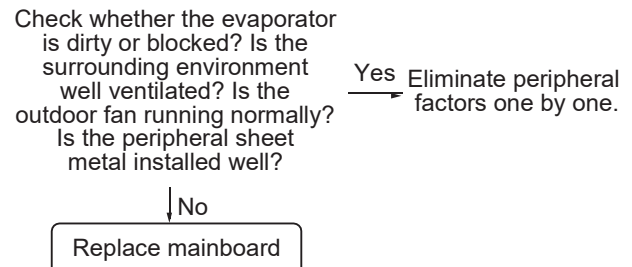 Check whether the evaporator
is dirty or blocked? Is the
surrounding environment
well ventilated? Is the
outdoor fan running normally?
Is the peripheral sheet
metal installed well?
Yes
Eliminate peripheral
factors one by one.
No
Replace mainboard